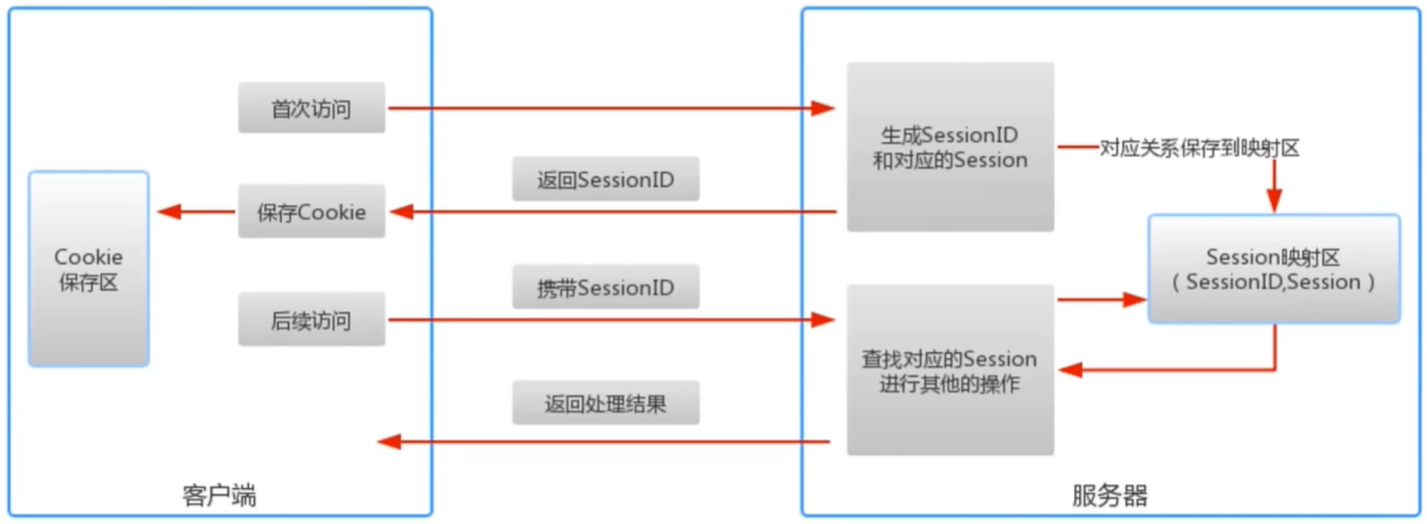 首次访问
生成SessionID
和对应的Session
对应关系保存到映射区
返回SessionID
保存Cookie
Cookie
保存区
Session映射区
（SessionID,Session）
携带SessionID
后续访问
查找对应的Session
进行其他的操作
返回处理结果
客户端
服务器